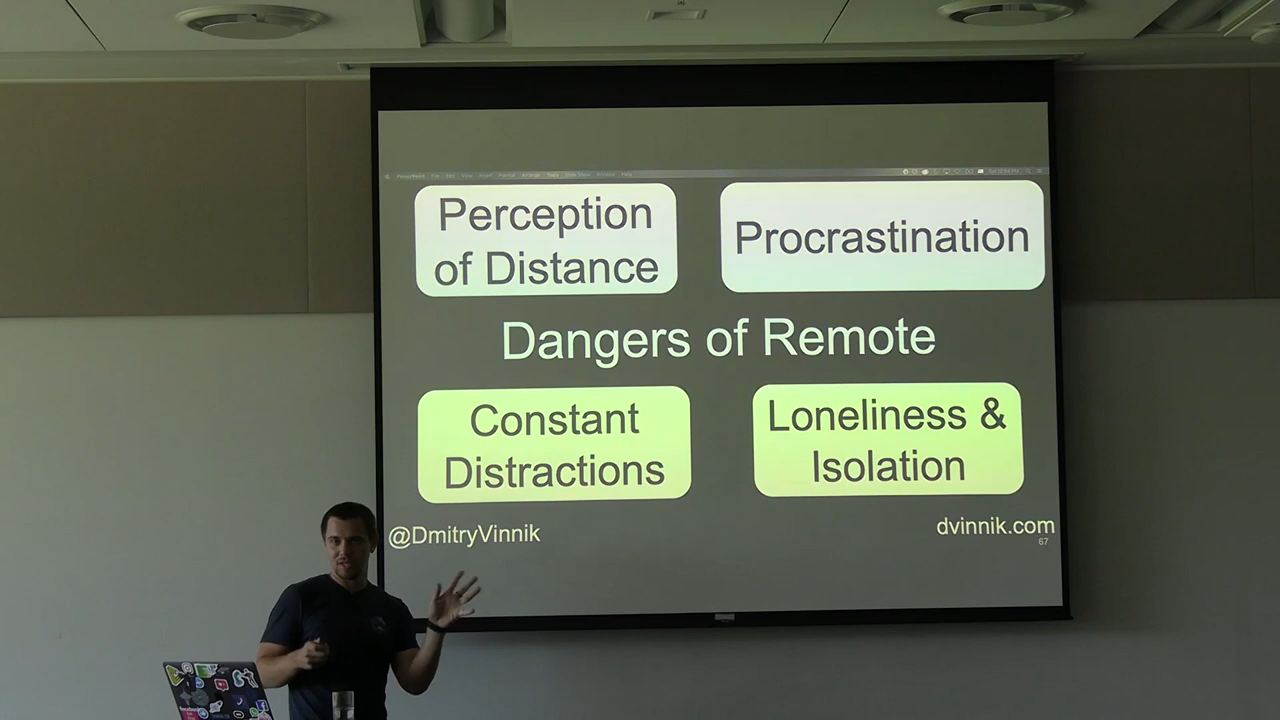 Perception
of Distance
Procrastination
Dangers of Remote
Constant
Distractions
Loneliness &
Isolation
@DmitryVinnik
dvinnik.com
67